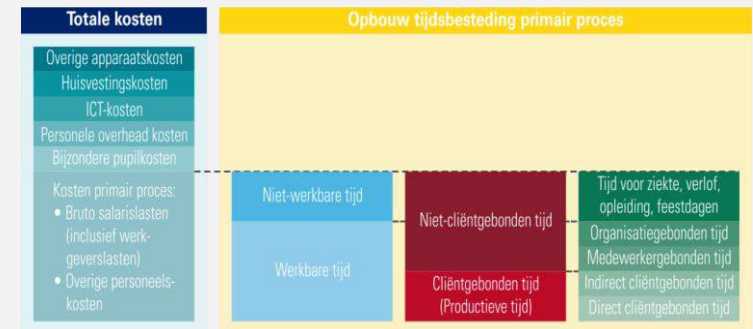 Totale kosten
Opbouw tijdsbesteding primair proces
Overige apparaatskosten
Huisvestingskosten
ICT-kosten
Personele overhead kosten
Bijzondere pupilkosten
Kosten primair proces:
• Bruto salarislasten
(inclusief werk-
geverslasten)
• Overige personeels-
kosten
Niet-werkbare tijd
Werkbare tijd
Niet-cliëntgebonden tijd
Cliëntgebonden tijd
(Productieve tijd)
Tijd voor ziekte, verlof,
opleiding, feestdagen
Organisatiegebonden tijd
Medewerkergebonden tijd
Indirect cliëntgebonden tijd
Direct cliëntgebonden tijd